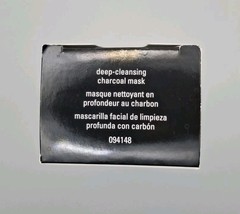 deep-cleansing
charcoal mask
masque nettoyant en
profondeur au charbon
mascarilla facial de limpieza
profunda con carbón
094148